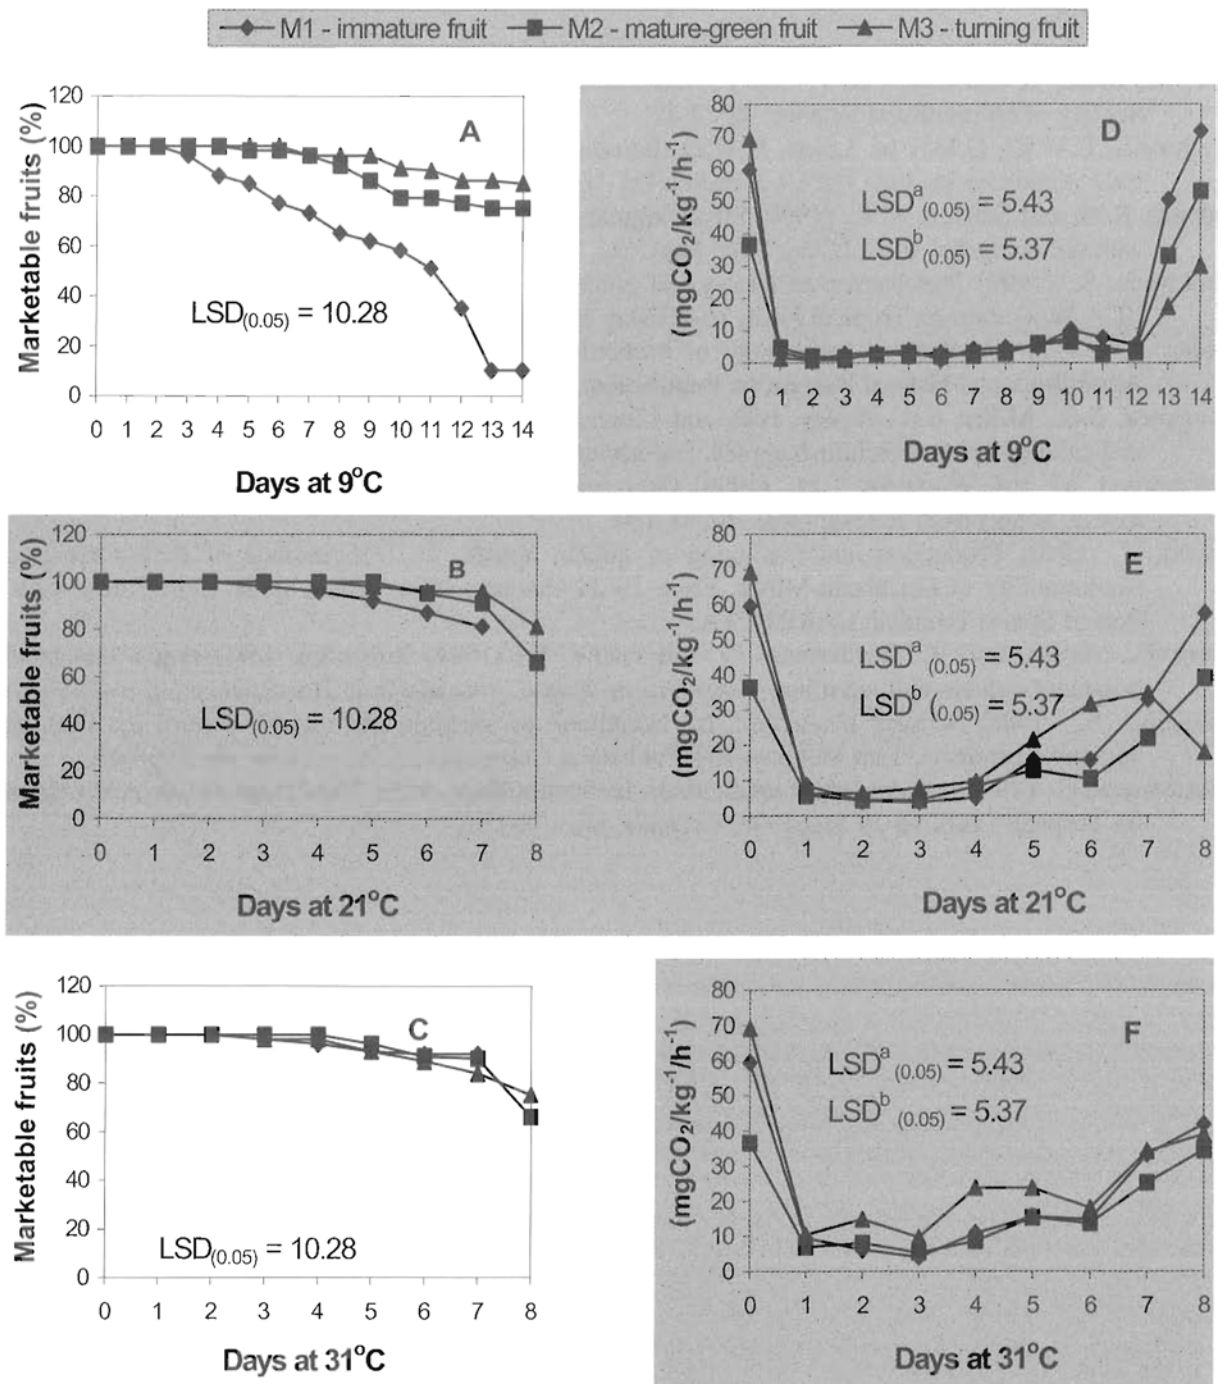 M1 - immature fruit M2 - mature-green fruit M3 - turning fruit
Marketable fruits (%)
120
100
80
60
40
20
0
A
LSD(0.05) = 10.28
0 1 2 3 4 5 6 7 8 9 10 11 12 13 14
Days at 9°C
(mgCO2/kg-1/h-1)
80
70
60
50
40
30
20
10
0
D
LSDa(0.05) = 5.43
LSDb(0.05) = 5.37
0 1 2 3 4 5 6 7 8 9 10 11 12 13 14
Days at 9°C
Marketable fruits (%)
120
100
80
60
40
20
0
B
LSD(0.05) = 10.28
0 1 2 3 4 5 6 7 8
Days at 21°C
(mgCO2/kg-1/h-1)
80
70
60
50
40
30
20
10
0
E
LSDa(0.05) = 5.43
LSDb (0.05) = 5.37
0 1 2 3 4 5 6 7 8
Days at 21°C
Marketable fruits (%)
120
100
80
60
40
20
0
C
LSD(0.05) = 10.28
0 1 2 3 4 5 6 7 8
Days at 31°C
(mgCO2/kg-1/h-1)
80
70
60
50
40
30
20
10
0
F
LSDa (0.05) = 5.43
LSDb (0.05) = 5.37
0 1 2 3 4 5 6 7 8
Days at 31°C